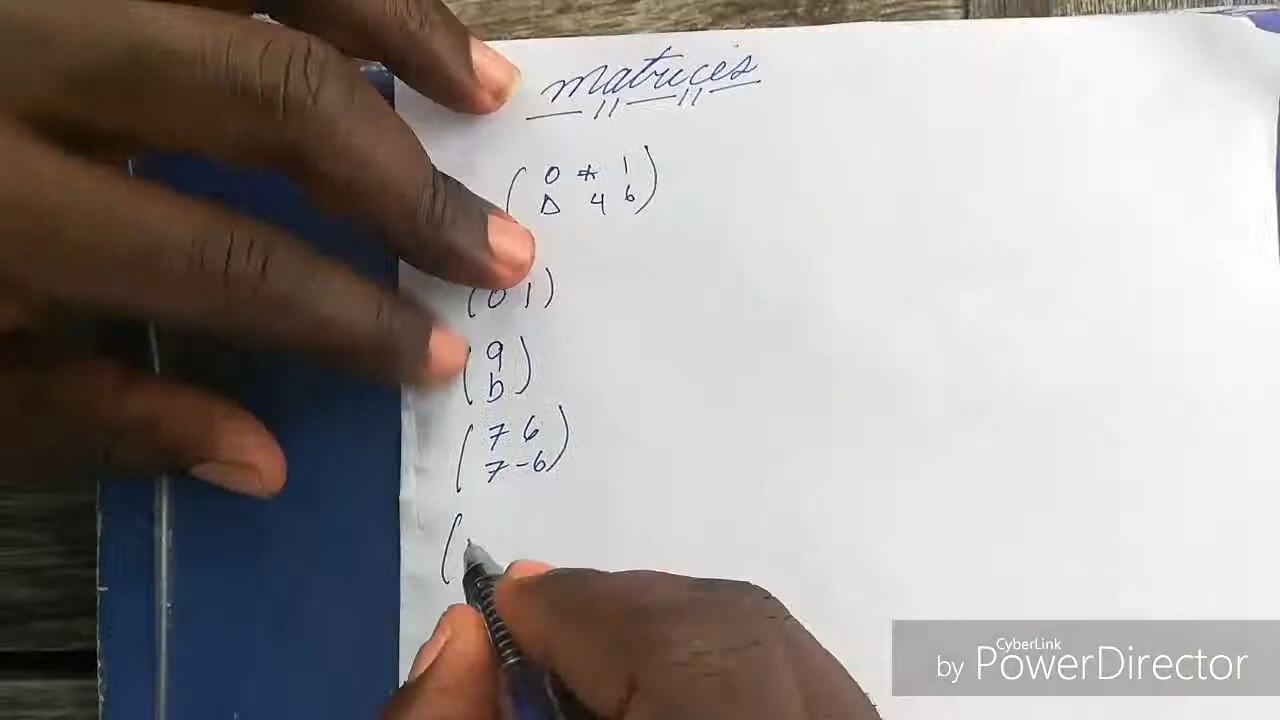 matrices
( 0 * 1
Δ 4 6 )
( 0 1 )
( 9
b )
( 7 6
7 -6 )
(
CyberLink
by PowerDirector